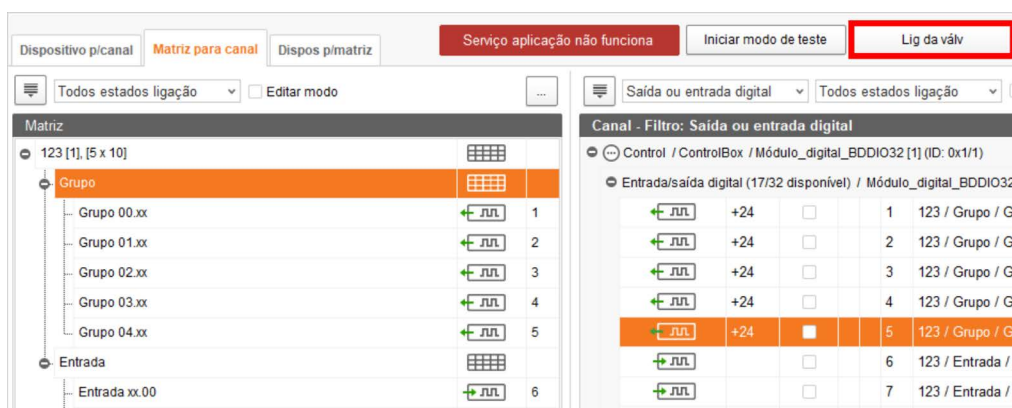 Dispositivo p/canal Matriz para canal Dispos p/matriz Serviço aplicação não funciona Iniciar modo de teste Lig da válv
Todos estados ligação Editar modo ... Saída ou entrada digital Todos estados ligação
Matriz Canal - Filtro: Saída ou entrada digital
123 [1], [5 x 10] Control / ControlBox / Módulo_digital_BDDIO32 [1] (ID: 0x1/1)
Grupo Entrada/saída digital (17/32 disponível) / Módulo_digital_BDDIO32
Grupo 00.xx 1 +24 1 123 / Grupo / G
Grupo 01.xx 2 +24 2 123 / Grupo / G
Grupo 02.xx 3 +24 3 123 / Grupo / G
Grupo 03.xx 4 +24 4 123 / Grupo / G
Grupo 04.xx 5 +24 5 123 / Grupo / G
Entrada 6 123 / Entrada /
Entrada xx.00 6 7 123 / Entrada /